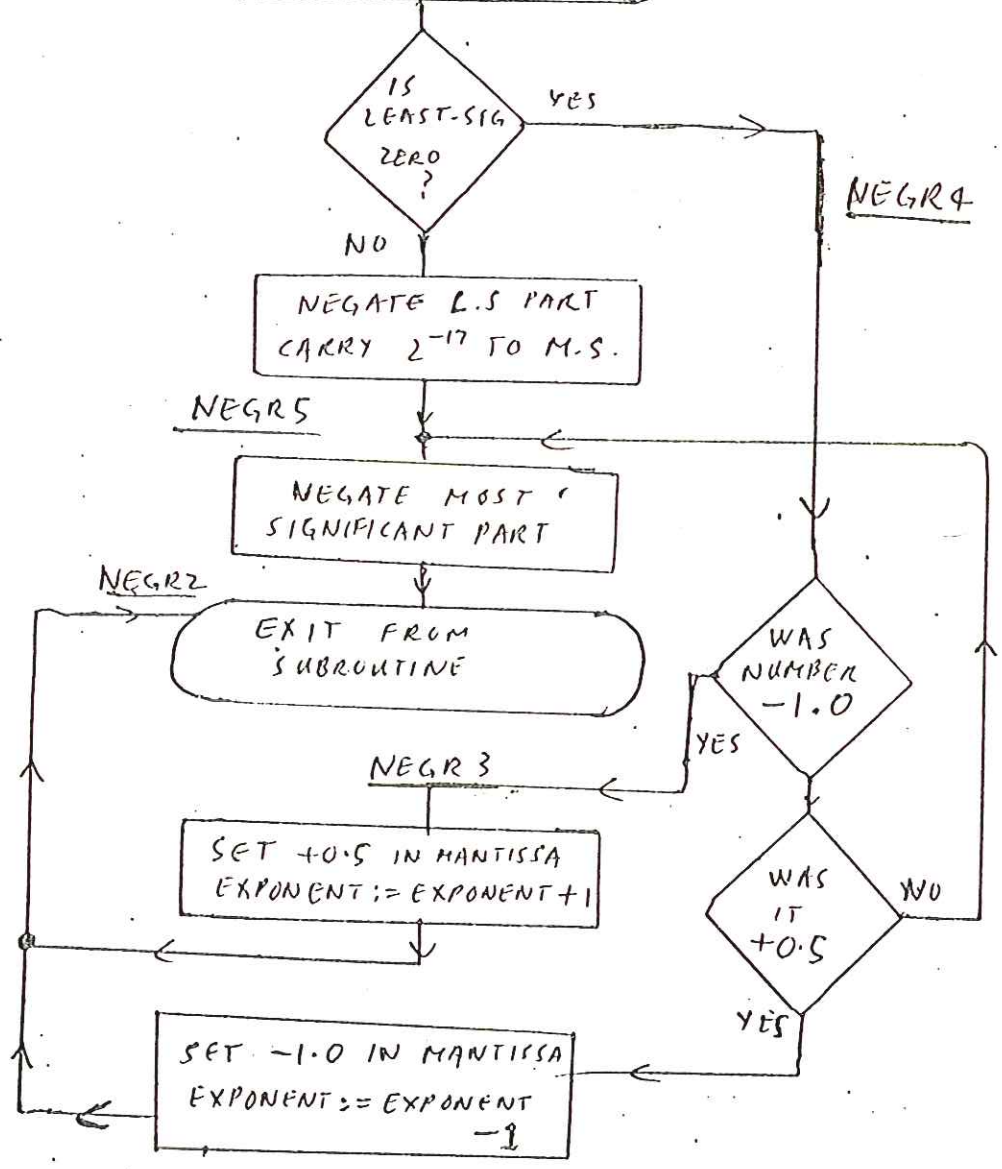 IS
LEAST-SIG
ZERO
?
YES
NEGR4
NO
NEGATE L.S PART
CARRY 2⁻¹⁷ TO M.S.
NEGR5
NEGATE MOST
SIGNIFICANT PART
NEGR2
EXIT FROM
SUBROUTINE
WAS
NUMBER
-1.0
YES
NEGR3
SET +0.5 IN MANTISSA
EXPONENT:= EXPONENT+1
WAS
IT
+0.5
NO
YES
SET -1.0 IN MANTISSA
EXPONENT:= EXPONENT
-1